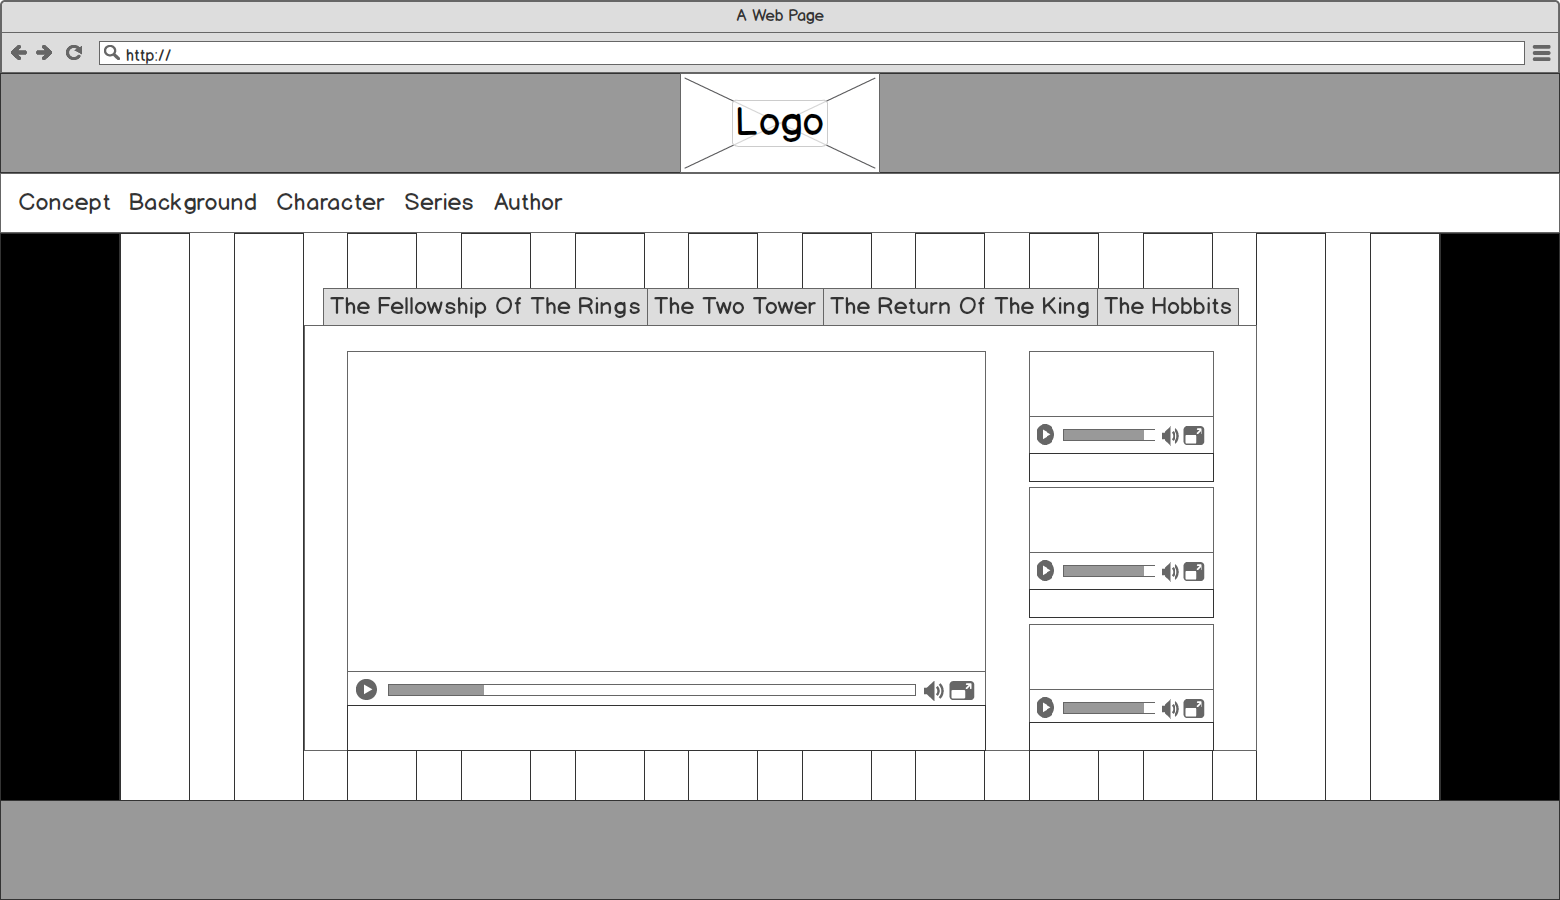 A Web Page
http://
Logo
Concept Background Character Series Author
The Fellowship Of The Rings The Two Tower The Return Of The King The Hobbits